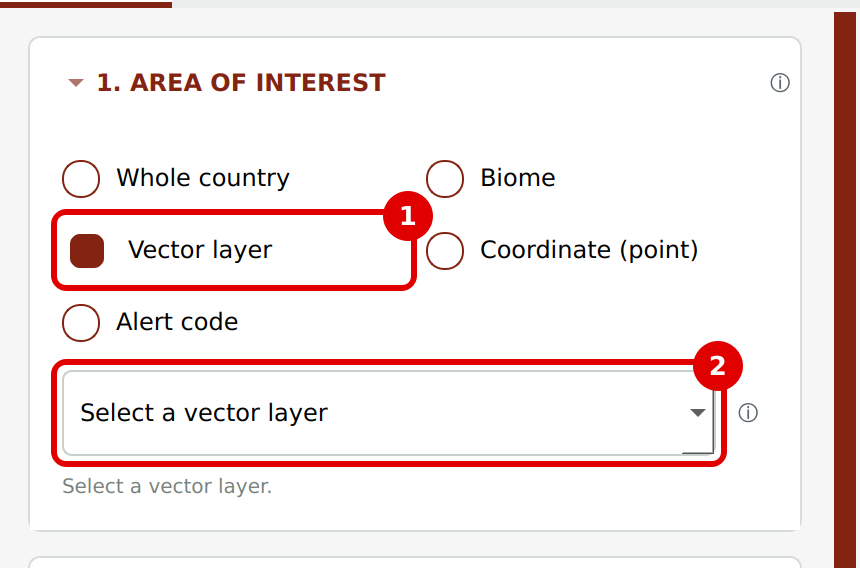 1. AREA OF INTEREST ⓘ
Whole country
Biome
1
Vector layer
Coordinate (point)
Alert code
2
Select a vector layer ⓘ
Select a vector layer.